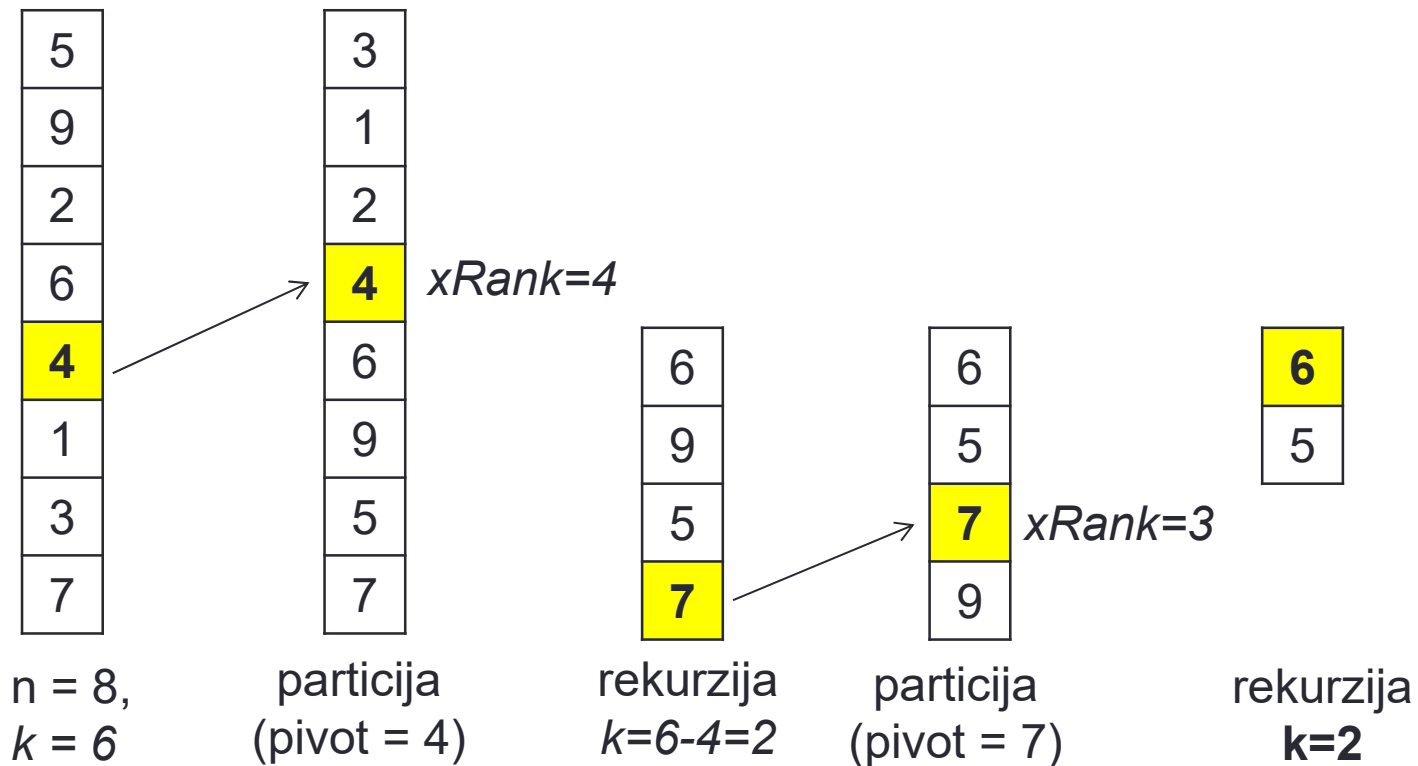 5
9
2
6
4
1
3
7
n = 8,
k = 6
3
1
2
4
6
9
5
7
xRank=4
particija
(pivot = 4)
6
9
5
7
rekurzija
k=6-4=2
6
5
7
9
xRank=3
particija
(pivot = 7)
6
5
rekurzija
k=2